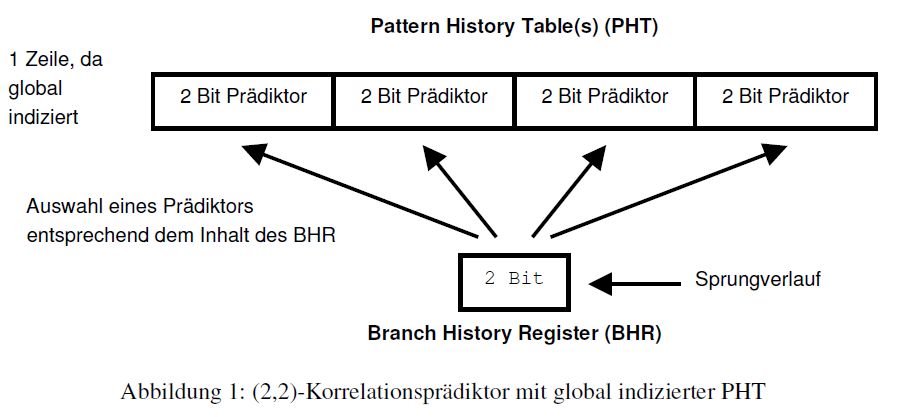 Pattern History Table(s) (PHT)
1 Zeile, da
global
indiziert
2 Bit Prädiktor
2 Bit Prädiktor
2 Bit Prädiktor
2 Bit Prädiktor
Auswahl eines Prädiktors
entsprechend dem Inhalt des BHR
2 Bit
Sprungverlauf
Branch History Register (BHR)
Abbildung 1: (2,2)-Korrelationsprädiktor mit global indizierter PHT